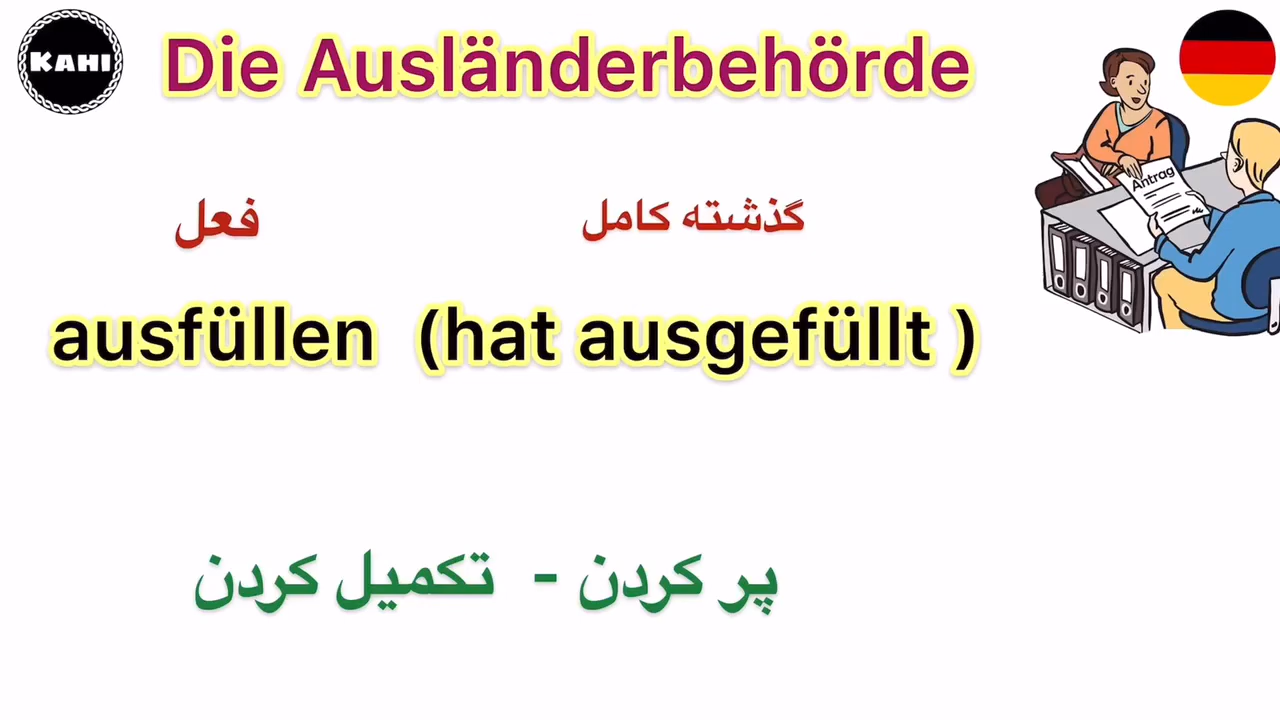 KAHI
Die Ausländerbehörde
Antrag
فعل
گذشته کامل
ausfüllen (hat ausgefüllt )
پر کردن - تکمیل کردن